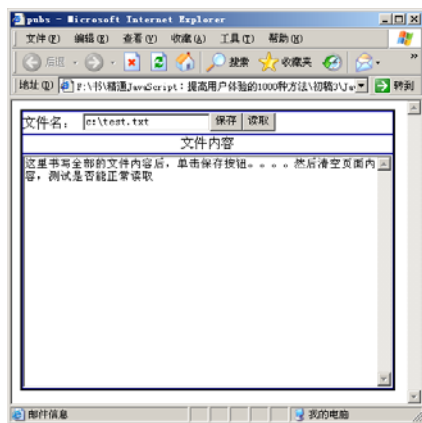 pubs - Microsoft Internet Explorer
文件(F) 编辑(E) 查看(V) 收藏(A) 工具(T) 帮助(H)
后退 搜索 收藏夹 »
地址(D) F:\书\精通JavaScript：提高用户体验的1000种方法\初稿3\Ja 转到
文件名： c:\test.txt 保存 读取
文件内容
这里书写全部的文件内容后，单击保存按钮。。。。然后清空页面内
容，测试是否能正常读取
邮件信息 我的电脑